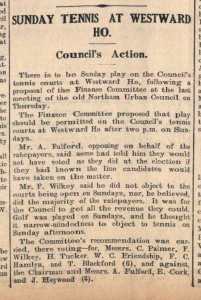 SUNDAY TENNIS AT WESTWARD
HO.
Council's Action.
There is to be Sunday play on the Council's
tennis courts at Westward Ho, following a
proposal of the Finance Committee at the last
meeting of the old Northam Urban Council on
Thursday.
The Finance Committee proposed that play
should be permitted on the Council's tennis
courts at Westward Ho after two p.m. on Sun-
days.
Mr. A. Fulford, opposing on behalf of the
ratepayers, said some had told him they would
not have voted as they did at the election if
they had known the line candidates would
have taken on the matter.
Mr. F. Wilkey said he did not object to the
courts being open on Sundays, nor, he believed,
did the majority of the ratepayers. It was for
the Council to get all the revenue they could.
Golf was played on Sundays, and he thought
it narrow-mindedness to object to tennis on
Sunday afternoons.
The Committee's recommendation was car-
ried, there voting—for, Messrs. C. Palmer, F.
Wilkey, H. Tucker, W. C. Friendship, F. C.
Hamlyn, and T. Blackford (6), and against,
the Chairman and Messrs. A. Fulford, E. Cork,
and J. Heywood (4).